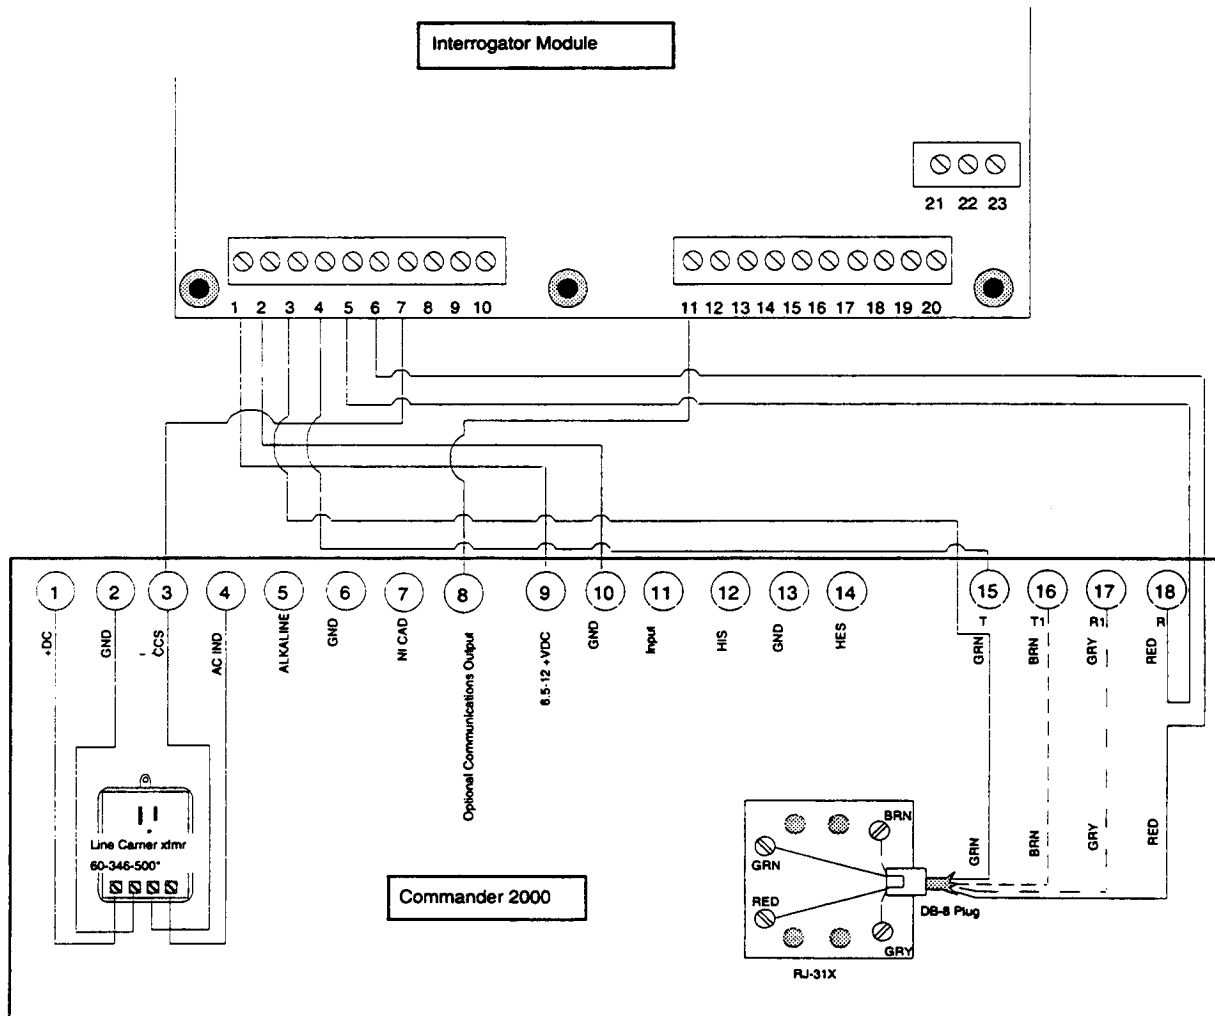 Interrogator Module
21 22 23
1 2 3 4 5 6 7 8 9 10
11 12 13 14 15 16 17 18 19 20
1 2 3 4 5 6 7 8 9 10 11 12 13 14 15 16 17 18
+DC
GND
- CCS
AC IND
ALKALINE
GND
NI CAD
Optional Communications Output
6.5-12 +VDC
GND
Input
HIS
GND
HES
T
T1
R1
R
GRN
BRN
GRY
RED
Line Carrier xfmr
60-346-500*
Commander 2000
BRN
GRN
RED
GRY
DB-8 Plug
RJ-31X
GRN
BRN
GRY
RED